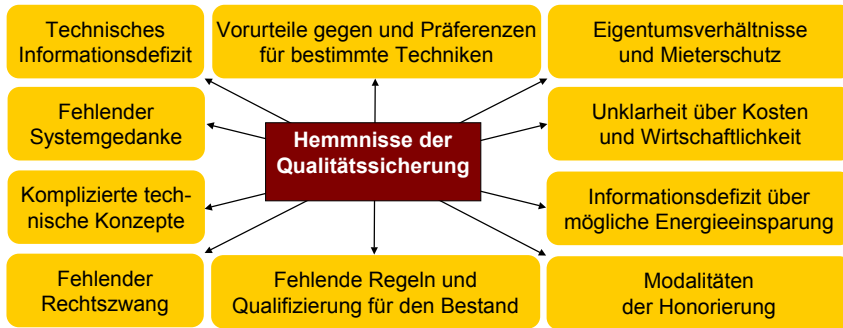 Technisches
Informationsdefizit
Vorurteile gegen und Präferenzen
für bestimmte Techniken
Eigentumsverhältnisse
und Mieterschutz
Fehlender
Systemgedanke
Hemmnisse der
Qualitätssicherung
Unklarheit über Kosten
und Wirtschaftlichkeit
Komplizierte tech-
nische Konzepte
Informationsdefizit über
mögliche Energieeinsparung
Fehlender
Rechtszwang
Fehlende Regeln und
Qualifizierung für den Bestand
Modalitäten
der Honorierung